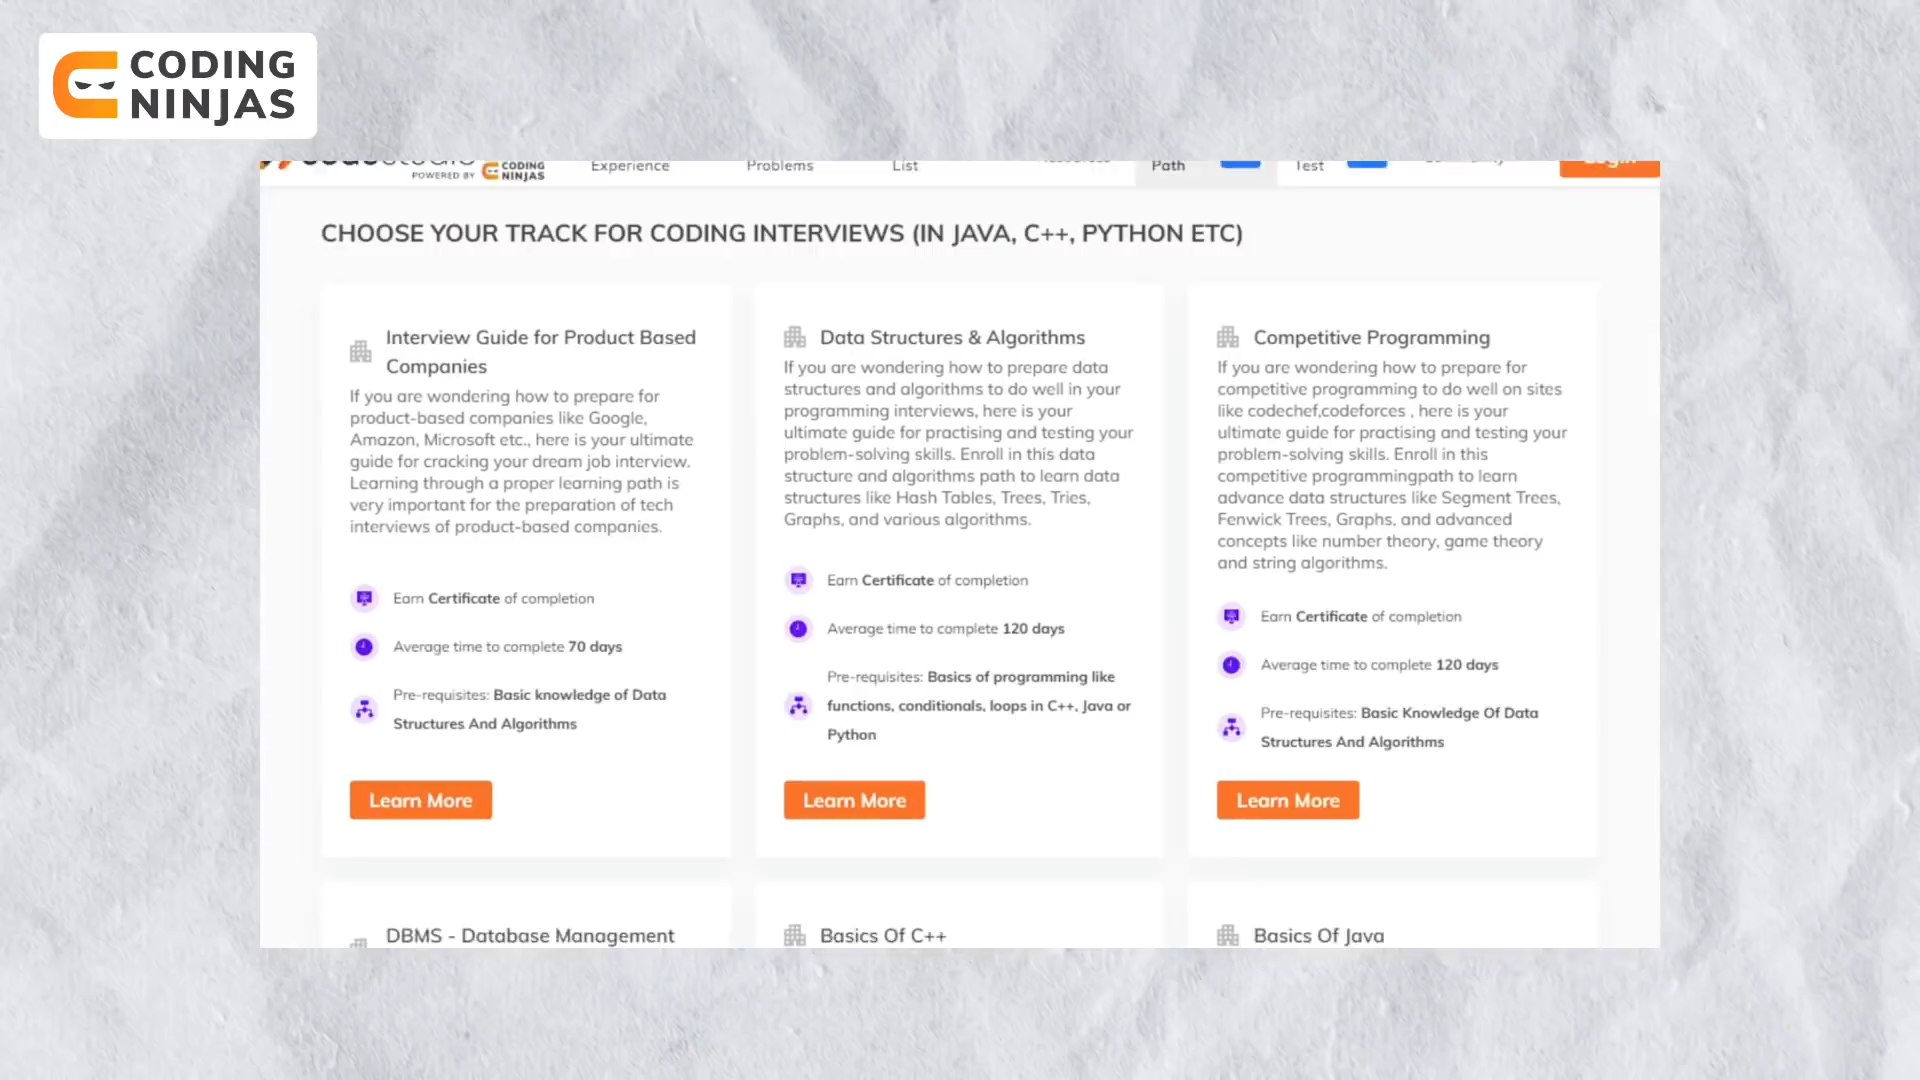 CODING
NINJAS
POWERED BY CODING NINJAS
Experience
Problems
List
Path
Test
Login
CHOOSE YOUR TRACK FOR CODING INTERVIEWS (IN JAVA, C++, PYTHON ETC)
Interview Guide for Product Based
Companies
If you are wondering how to prepare for
product-based companies like Google,
Amazon, Microsoft etc., here is your ultimate
guide for cracking your dream job interview.
Learning through a proper learning path is
very important for the preparation of tech
interviews of product-based companies.
Earn Certificate of completion
Average time to complete 70 days
Pre-requisites: Basic knowledge of Data
Structures And Algorithms
Learn More
Data Structures & Algorithms
If you are wondering how to prepare data
structures and algorithms to do well in your
programming interviews, here is your
ultimate guide for practising and testing your
problem-solving skills. Enroll in this data
structure and algorithms path to learn data
structures like Hash Tables, Trees, Tries,
Graphs, and various algorithms.
Earn Certificate of completion
Average time to complete 120 days
Pre-requisites: Basics of programming like
functions, conditionals, loops in C++, Java or
Python
Learn More
Competitive Programming
If you are wondering how to prepare for
competitive programming to do well on sites
like codechef,codeforces , here is your
ultimate guide for practising and testing your
problem-solving skills. Enroll in this
competitive programmingpath to learn
advance data structures like Segment Trees,
Fenwick Trees, Graphs, and advanced
concepts like number theory, game theory
and string algorithms.
Earn Certificate of completion
Average time to complete 120 days
Pre-requisites: Basic Knowledge Of Data
Structures And Algorithms
Learn More
DBMS - Database Management
Basics Of C++
Basics Of Java